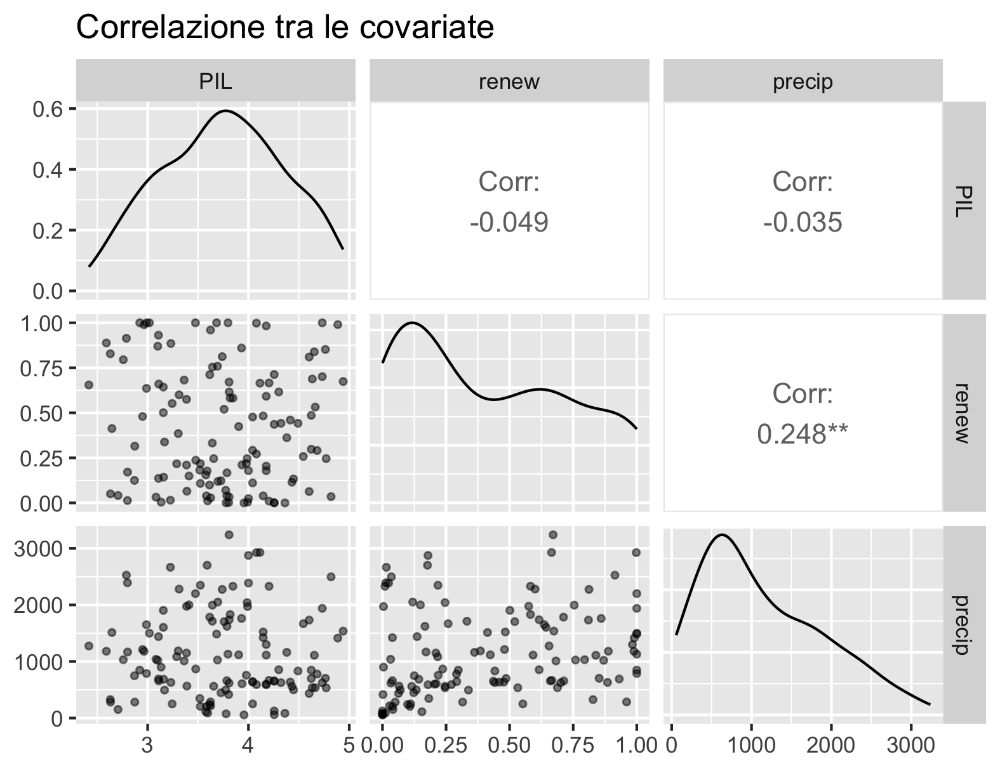 Correlazione tra le covariate
PIL
renew
precip
0.6
0.4
0.2
0.0
Corr:
-0.049
Corr:
-0.035
PIL
1.00
0.75
0.50
0.25
0.00
Corr:
0.248**
renew
3000
2000
1000
0
precip
3
4
5
0.00
0.25
0.50
0.75
1.00
0
1000
2000
3000